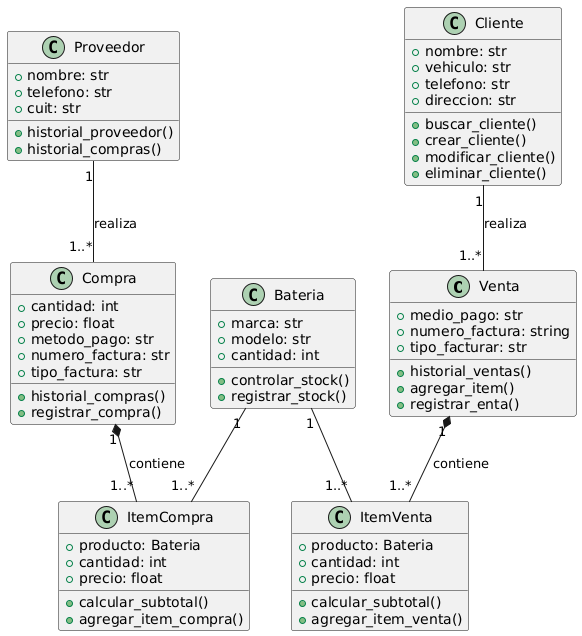 C Proveedor
nombre: str
telefono: str
cuit: str
historial_proveedor()
historial_compras()
C Cliente
nombre: str
vehiculo: str
telefono: str
direccion: str
buscar_cliente()
crear_cliente()
modificar_cliente()
eliminar_cliente()
1
realiza
1..*
1
realiza
1..*
C Compra
cantidad: int
precio: float
metodo_pago: str
numero_factura: str
tipo_factura: str
historial_compras()
registrar_compra()
C Bateria
marca: str
modelo: str
cantidad: int
controlar_stock()
registrar_stock()
C Venta
medio_pago: str
numero_factura: string
tipo_facturar: str
historial_ventas()
agregar_item()
registrar_enta()
1
contiene
1..*
1
1..*
1
1..*
1
contiene
1..*
C ItemCompra
producto: Bateria
cantidad: int
precio: float
calcular_subtotal()
agregar_item_compra()
C ItemVenta
producto: Bateria
cantidad: int
precio: float
calcular_subtotal()
agregar_item_venta()